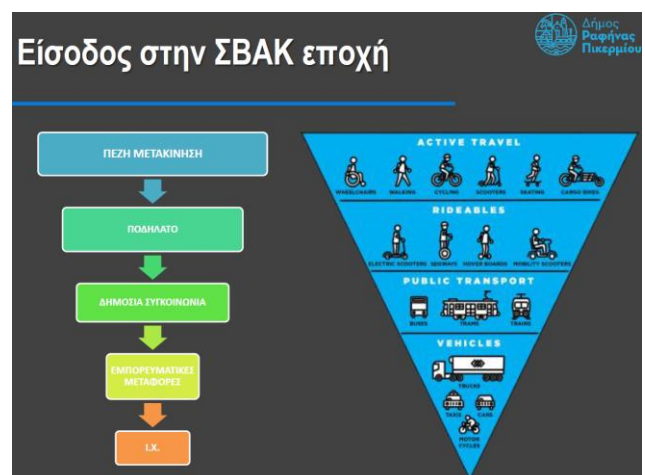 Είσοδος στην ΣΒΑΚ εποχή
Δήμος
Ραφήνας
Πικερμίου
ΠΕΖΗ ΜΕΤΑΚΙΝΗΣΗ
ΠΟΔΗΛΑΤΟ
ΔΗΜΟΣΙΑ ΣΥΓΚΟΙΝΩΝΙΑ
ΕΜΠΟΡΕΥΜΑΤΙΚΕΣ
ΜΕΤΑΦΟΡΕΣ
Ι.Χ.
ACTIVE TRAVEL
WHEELCHAIRS WALKING CYCLING SCOOTERS SKATING CARGO BIKES
RIDEABLES
ELECTRIC SCOOTERS SEGWAYS HOVER BOARDS MOBILITY SCOOTERS
PUBLIC TRANSPORT
BUSES TRAMS TRAINS
VEHICLES
TRUCKS
TAXIS CARS
MOTOR
CYCLES